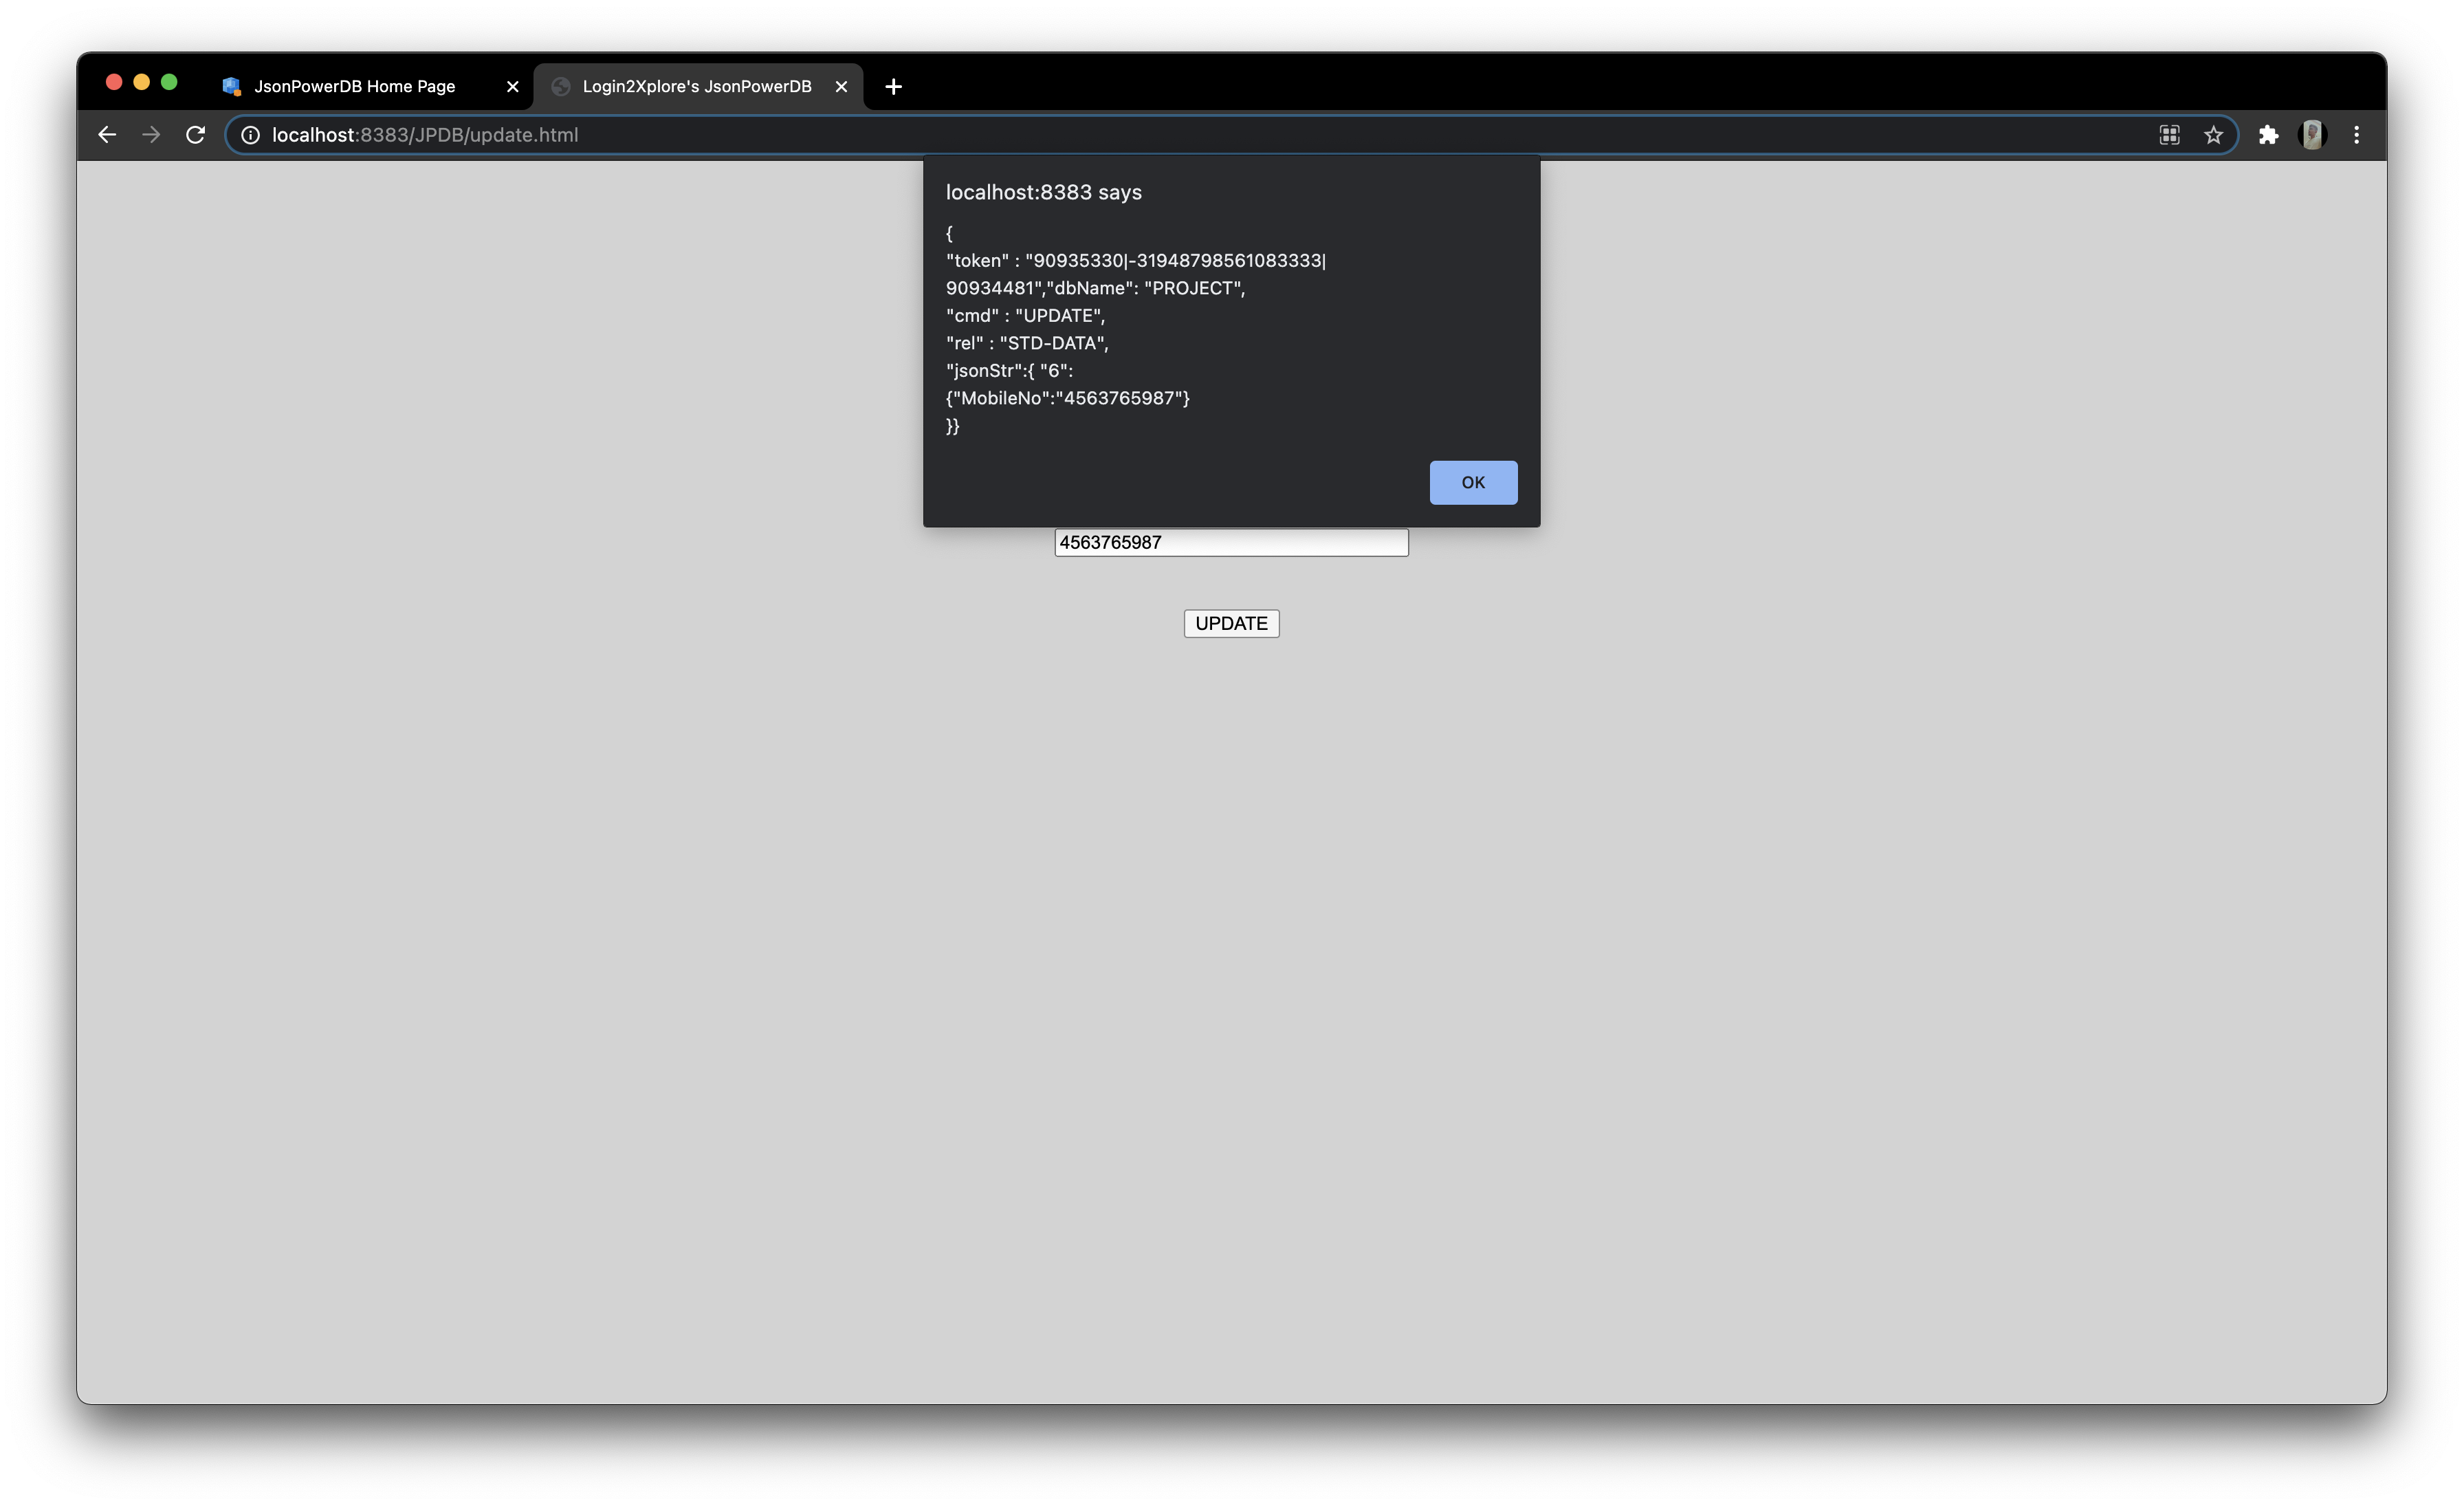 JsonPowerDB Home Page
Login2Xplore's JsonPowerDB
localhost:8383/JPDB/update.html
localhost:8383 says
{
"token" : "90935330|-31948798561083333|
90934481","dbName": "PROJECT",
"cmd" : "UPDATE",
"rel" : "STD-DATA",
"jsonStr":{ "6":
{"MobileNo":"4563765987"}
}}
OK
4563765987
UPDATE